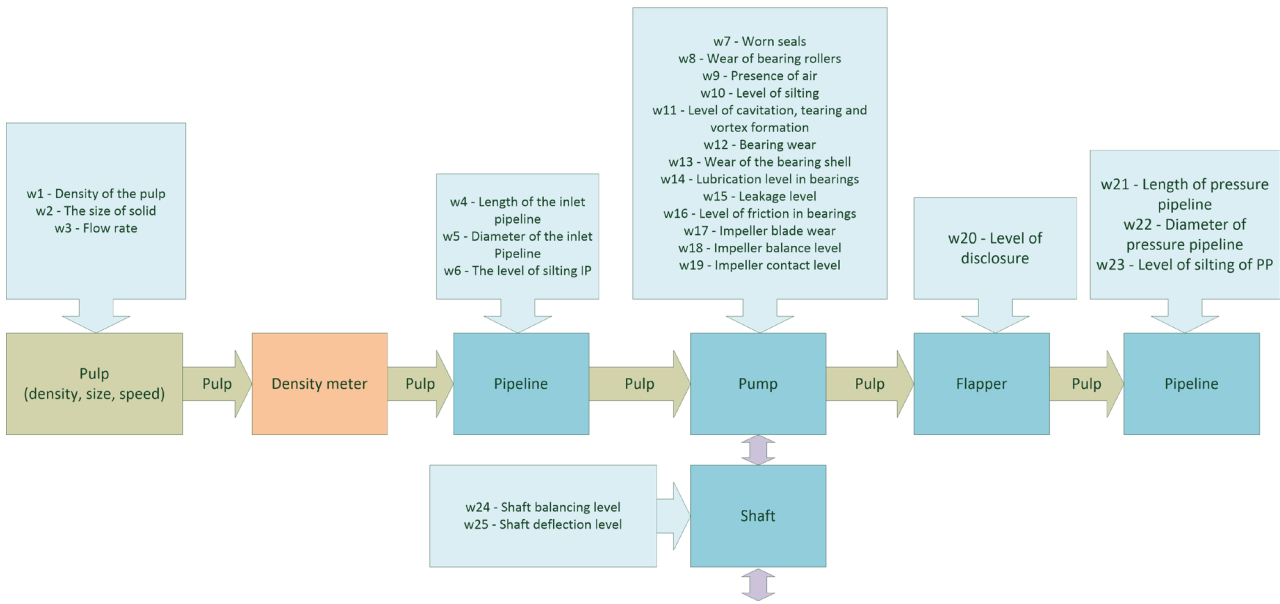 w7 - Worn seals
w8 - Wear of bearing rollers
w9 - Presence of air
w10 - Level of silting
w11 - Level of cavitation, tearing and
vortex formation
w12 - Bearing wear
w13 - Wear of the bearing shell
w14 - Lubrication level in bearings
w15 - Leakage level
w16 - Level of friction in bearings
w17 - Impeller blade wear
w18 - Impeller balance level
w19 - Impeller contact level
w1 - Density of the pulp
w2 - The size of solid
w3 - Flow rate
w4 - Length of the inlet
pipeline
w5 - Diameter of the inlet
Pipeline
w6 - The level of silting IP
w20 - Level of
disclosure
w21 - Length of pressure
pipeline
w22 - Diameter of
pressure pipeline
w23 - Level of silting of PP
Pulp
(density, size, speed)
Pulp
Density meter
Pulp
Pipeline
Pulp
Pump
Pulp
Flapper
Pulp
Pipeline
w24 - Shaft balancing level
w25 - Shaft deflection level
Shaft